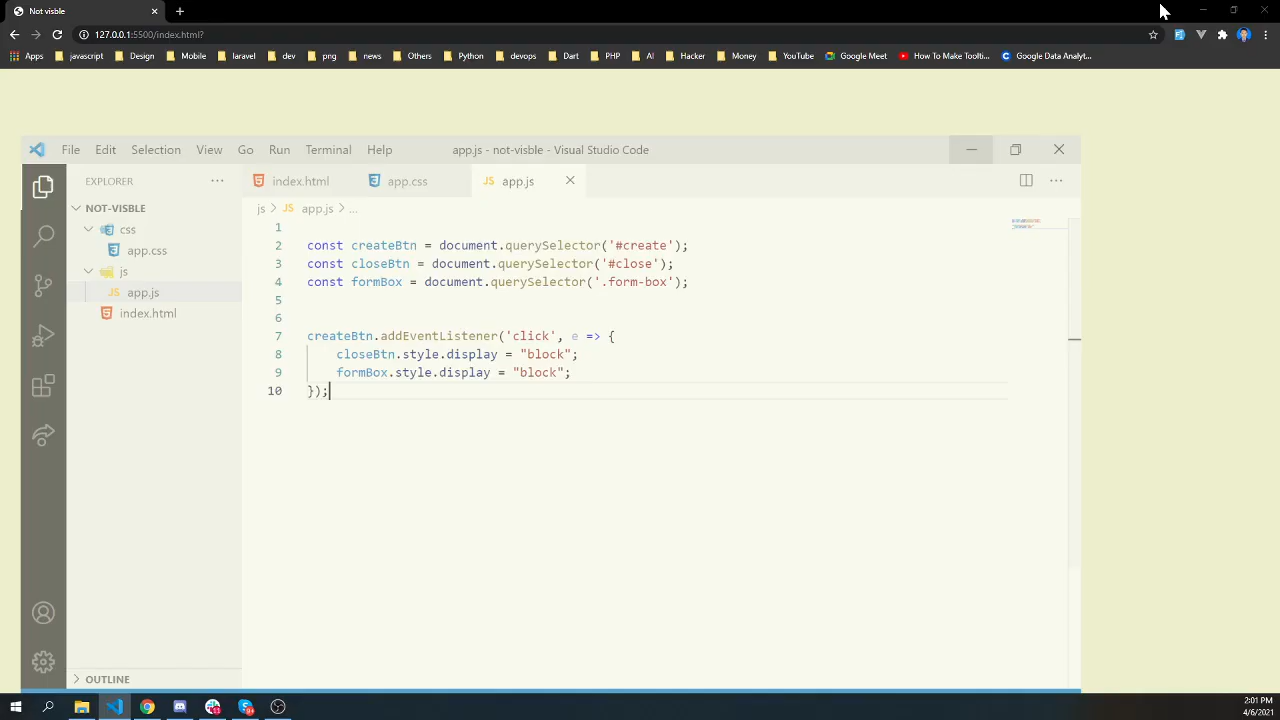 Not visble
127.0.0.1:5500/index.html?
Apps javascript Design Mobile laravel dev png news Others Python devops Dart PHP AI Hacker Money YouTube Google Meet How To Make Toolti... Google Data Analyt...
File Edit Selection View Go Run Terminal Help app.js - not-visble - Visual Studio Code
EXPLORER ... index.html app.css JS app.js
NOT-VISBLE js > JS app.js > ...
css
app.css
js
JS app.js
index.html
1
2 const createBtn = document.querySelector('#create');
3 const closeBtn = document.querySelector('#close');
4 const formBox = document.querySelector('.form-box');
5
6
7 createBtn.addEventListener('click', e => {
8 closeBtn.style.display = "block";
9 formBox.style.display = "block";
10 });
OUTLINE
2:01 PM
4/6/2021